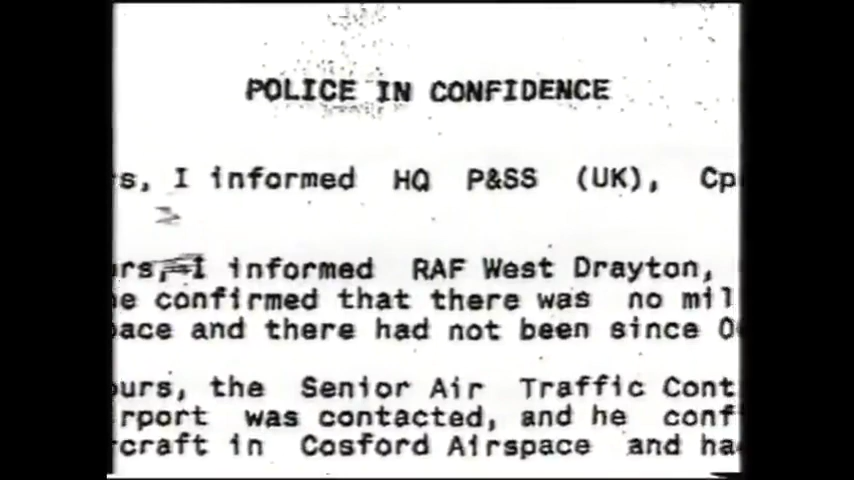 POLICE IN CONFIDENCE
rs, I informed HQ P&SS (UK), Cp
urs, I informed RAF West Drayton,
he confirmed that there was no mil
pace and there had not been since 0
ours, the Senior Air Traffic Cont
rport was contacted, and he conf
rcraft in Cosford Airspace and ha